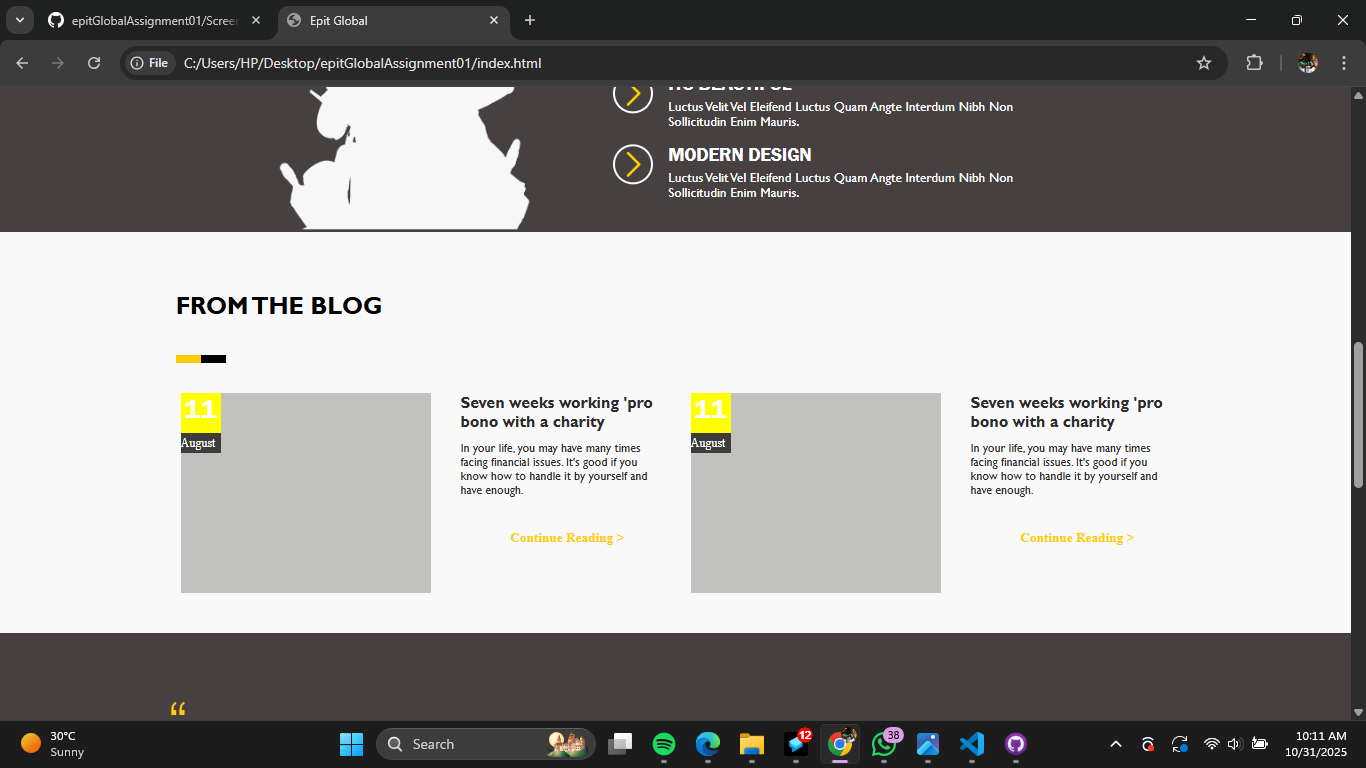 epitGlobalAssignment01/Screen
Epit Global
File
C:/Users/HP/Desktop/epitGlobalAssignment01/index.html
Luctus Velit Vel Eleifend Luctus Quam Angte Interdum Nibh Non
Sollicitudin Enim Mauris.
MODERN DESIGN
Luctus Velit Vel Eleifend Luctus Quam Angte Interdum Nibh Non
Sollicitudin Enim Mauris.
FROM THE BLOG
11
August
Seven weeks working 'pro
bono with a charity
In your life, you may have many times
facing financial issues. It's good if you
know how to handle it by yourself and
have enough.
Continue Reading >
11
August
Seven weeks working 'pro
bono with a charity
In your life, you may have many times
facing financial issues. It's good if you
know how to handle it by yourself and
have enough.
Continue Reading >
“
30°C
Sunny
Search
12
38
10:11 AM
10/31/2025